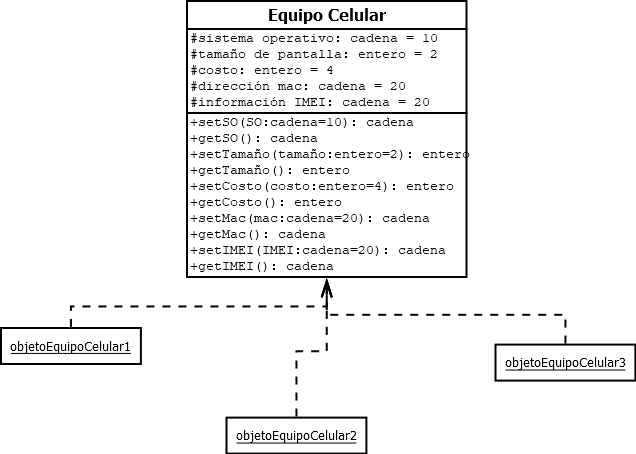 Equipo Celular
#sistema operativo: cadena = 10
#tamaño de pantalla: entero = 2
#costo: entero = 4
#dirección mac: cadena = 20
#información IMEI: cadena = 20
+setSO(SO:cadena=10): cadena
+getSO(): cadena
+setTamaño(tamaño:entero=2): entero
+getTamaño(): entero
+setCosto(costo:entero=4): entero
+getCosto(): entero
+setMac(mac:cadena=20): cadena
+getMac(): cadena
+setIMEI(IMEI:cadena=20): cadena
+getIMEI(): cadena
objetoEquipoCelular1
objetoEquipoCelular3
objetoEquipoCelular2